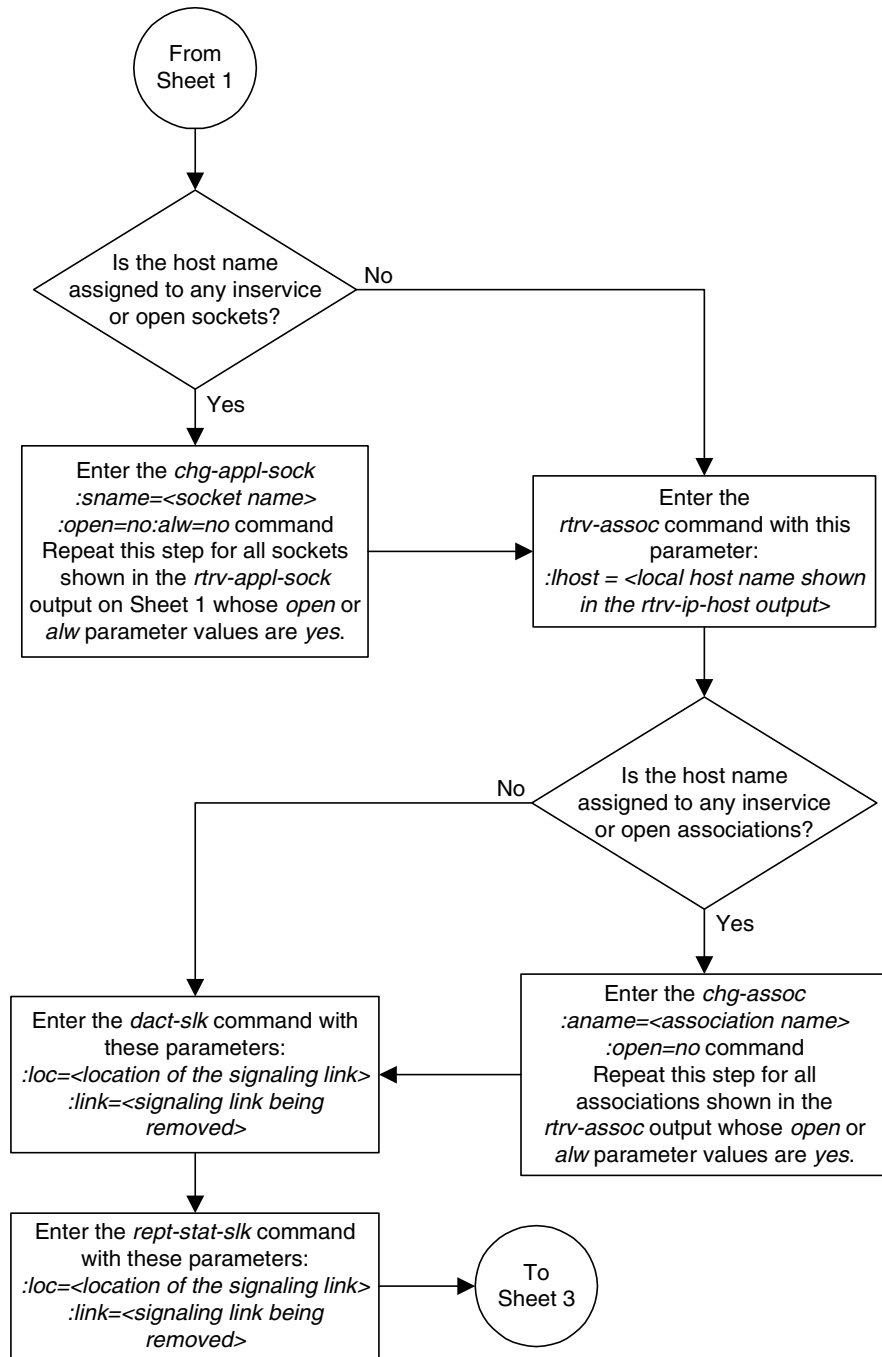 From
Sheet 1
Is the host name
assigned to any inservice
or open sockets?
No
Yes
Enter the chg-appl-sock
:sname=<socket name>
:open=no:alw=no command
Repeat this step for all sockets
shown in the rtrv-appl-sock
output on Sheet 1 whose open or
alw parameter values are yes.
Enter the
rtrv-assoc command with this
parameter:
:lhost = <local host name shown
in the rtrv-ip-host output>
Is the host name
assigned to any inservice
or open associations?
No
Yes
Enter the chg-assoc
:aname=<association name>
:open=no command
Repeat this step for all
associations shown in the
rtrv-assoc output whose open or
alw parameter values are yes.
Enter the dact-slk command with
these parameters:
:loc=<location of the signaling link>
:link=<signaling link being
removed>
Enter the rept-stat-slk command
with these parameters:
:loc=<location of the signaling link>
:link=<signaling link being
removed>
To
Sheet 3